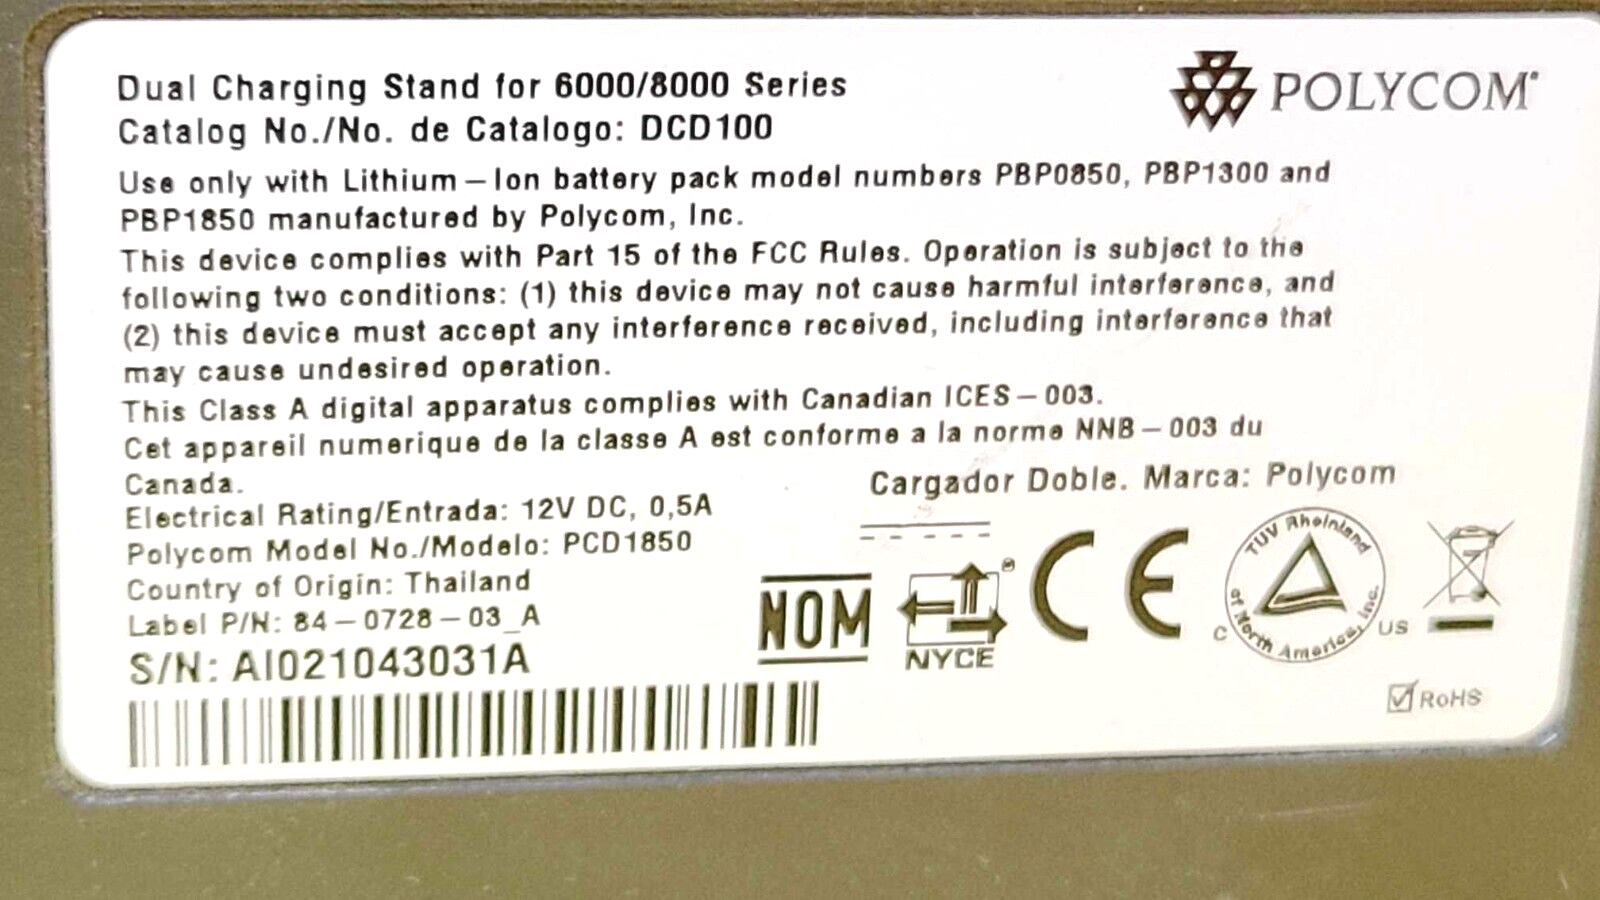 Dual Charging Stand for 6000/8000 Series
POLYCOM®
Catalog No./No. de Catalogo: DCD100
Use only with Lithium–Ion battery pack model numbers PBP0850, PBP1300 and
PBP1850 manufactured by Polycom, Inc.
This device complies with Part 15 of the FCC Rules. Operation is subject to the
following two conditions: (1) this device may not cause harmful interference, and
(2) this device must accept any interference received, including interference that
may cause undesired operation.
This Class A digital apparatus complies with Canadian ICES–003.
Cet appareil numerique de la classe A est conforme a la norme NNB–003 du
Canada.
Cargador Doble. Marca: Polycom
Electrical Rating/Entrada: 12V DC, 0,5A
Polycom Model No./Modelo: PCD1850
Country of Origin: Thailand
Label P/N: 84–0728–03_A
S/N: AI021043031A
NOM
NYCE
®
CE
TUV Rheinland
of North America, Inc.
C US
RoHS